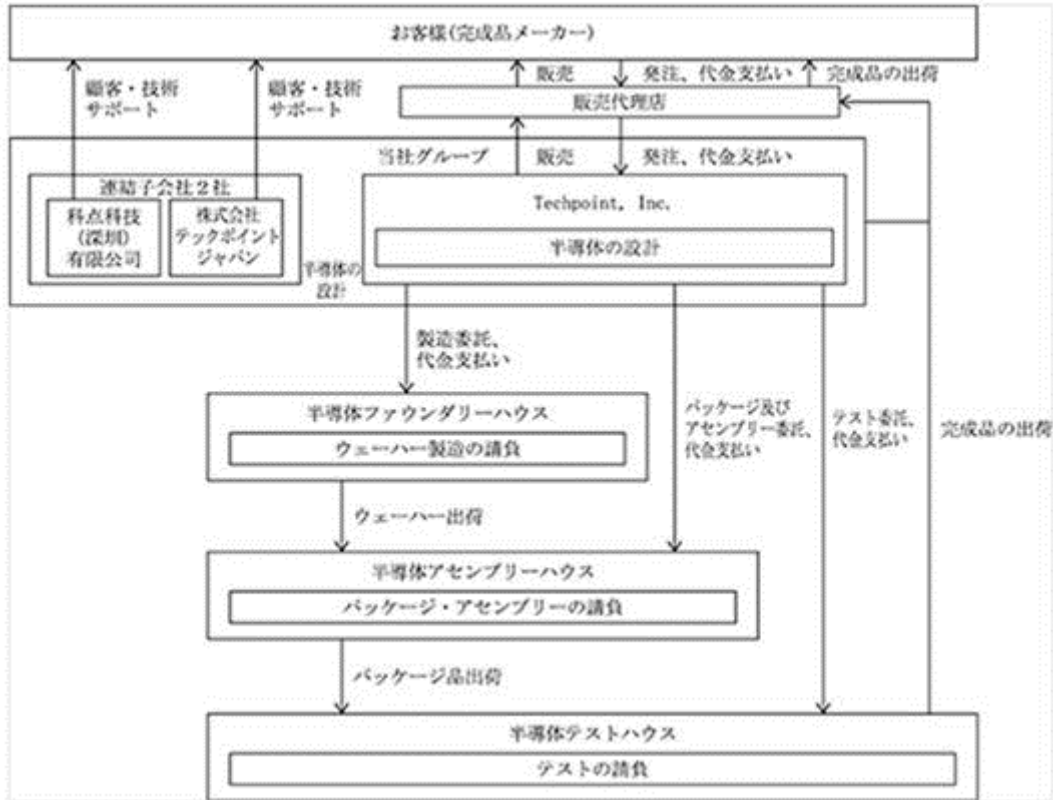 お客様(完成品メーカー)
顧客・技術
サポート
顧客・技術
サポート
販売
発注、代金支払い
完成品の出荷
販売代理店
当社グループ
販売
発注、代金支払い
連結子会社２社
科点科技
(深圳)
有限公司
株式会社
テックポイント
ジャパン
半導体の
設計
Techpoint, Inc.
半導体の設計
製造委託、
代金支払い
半導体ファウンダリーハウス
ウェーハー製造の請負
パッケージ及び
アセンブリー委託、
代金支払い
テスト委託、
代金支払い
完成品の出荷
ウェーハー出荷
半導体アセンブリーハウス
パッケージ・アセンブリーの請負
パッケージ品出荷
半導体テストハウス
テストの請負